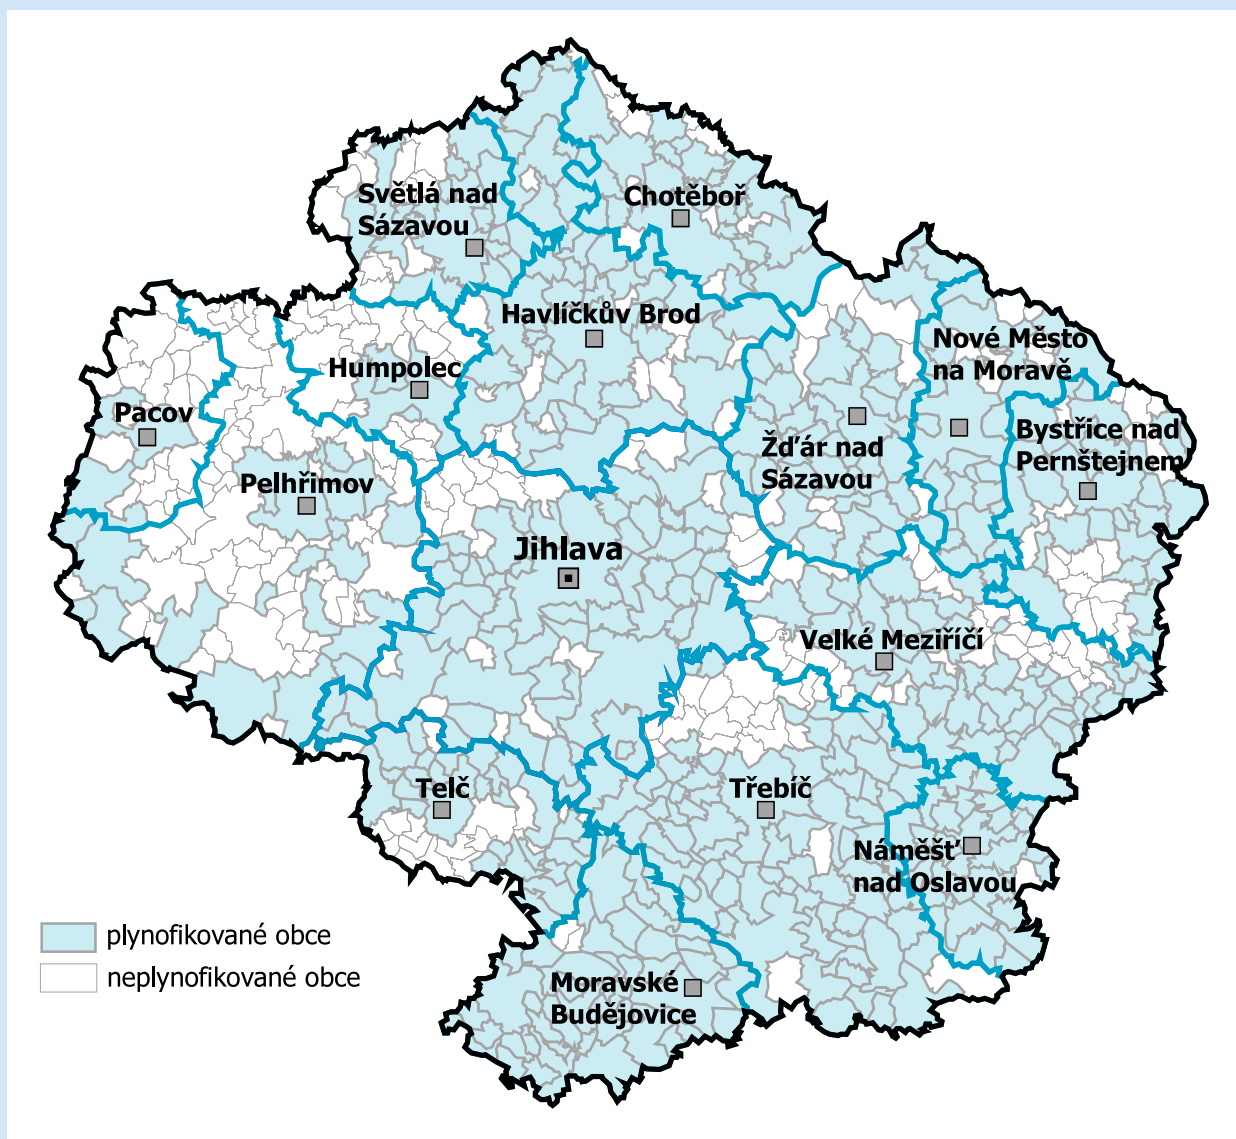 Světlá nad
Sázavou
Chotěboř
Havlíčkův Brod
Humpolec
Nové Město
na Moravě
Pacov
Žďár nad
Sázavou
Bystřice nad
Pernštejnem
Pelhřimov
Jihlava
Velké Meziříčí
Telč
Třebíč
Náměšť
nad Oslavou
plynofikované obce
neplynofikované obce
Moravské
Budějovice